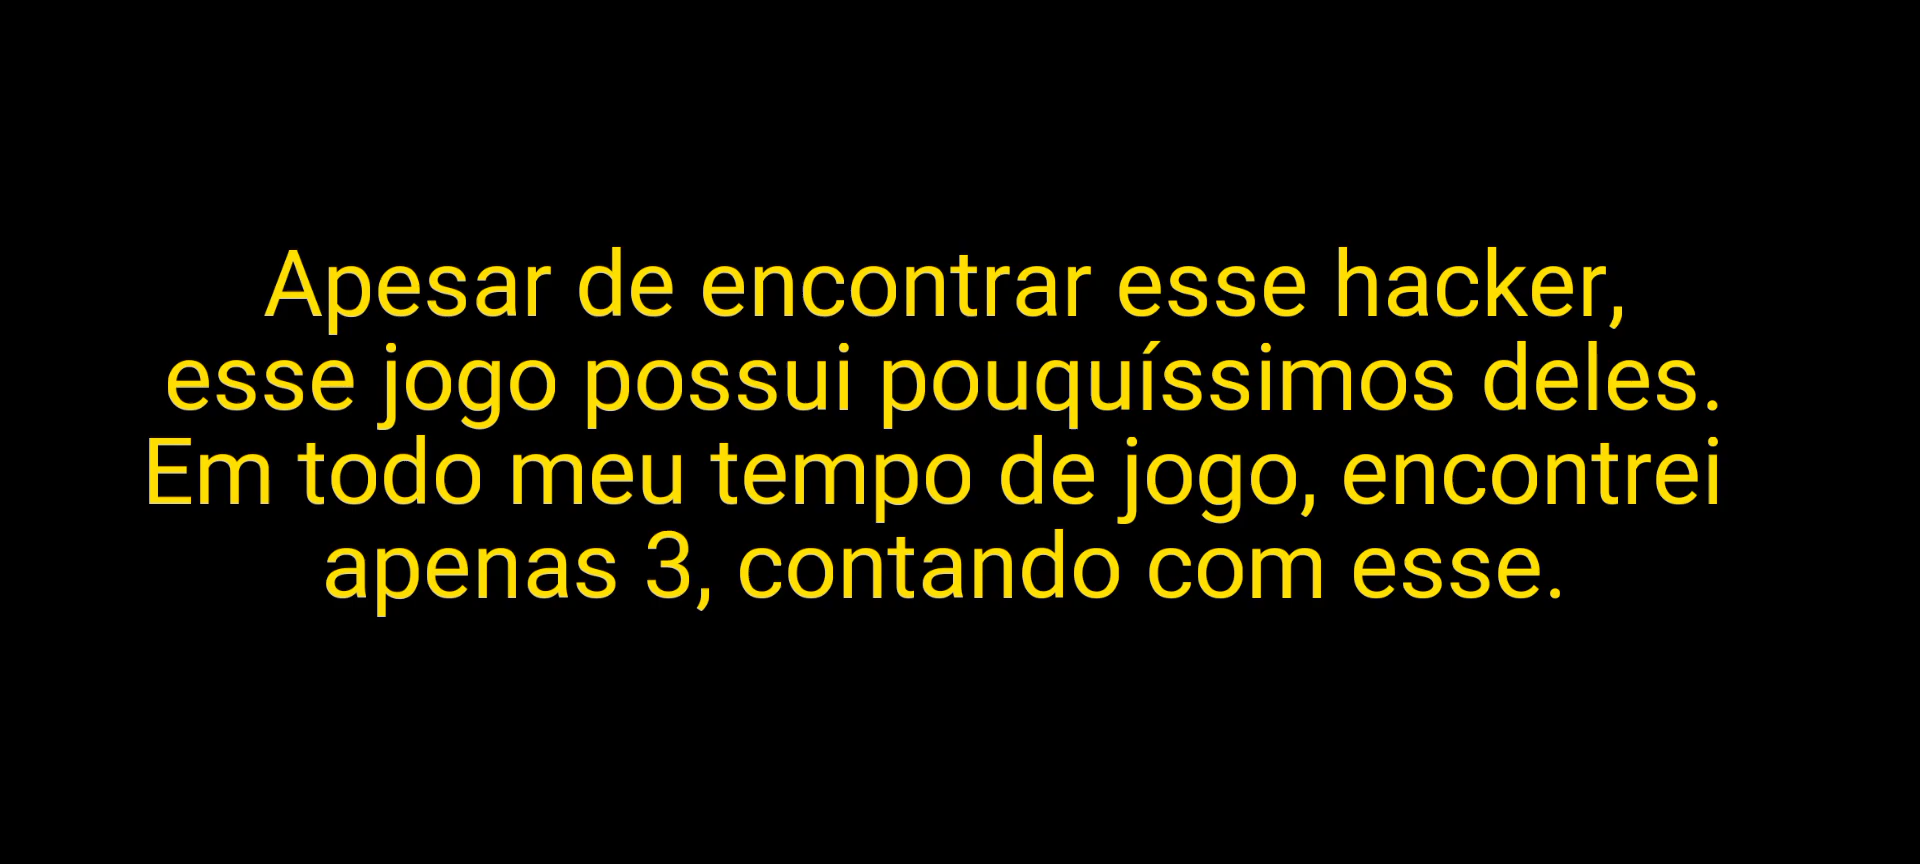 Apesar de encontrar esse hacker,
esse jogo possui pouquíssimos deles.
Em todo meu tempo de jogo, encontrei
apenas 3, contando com esse.